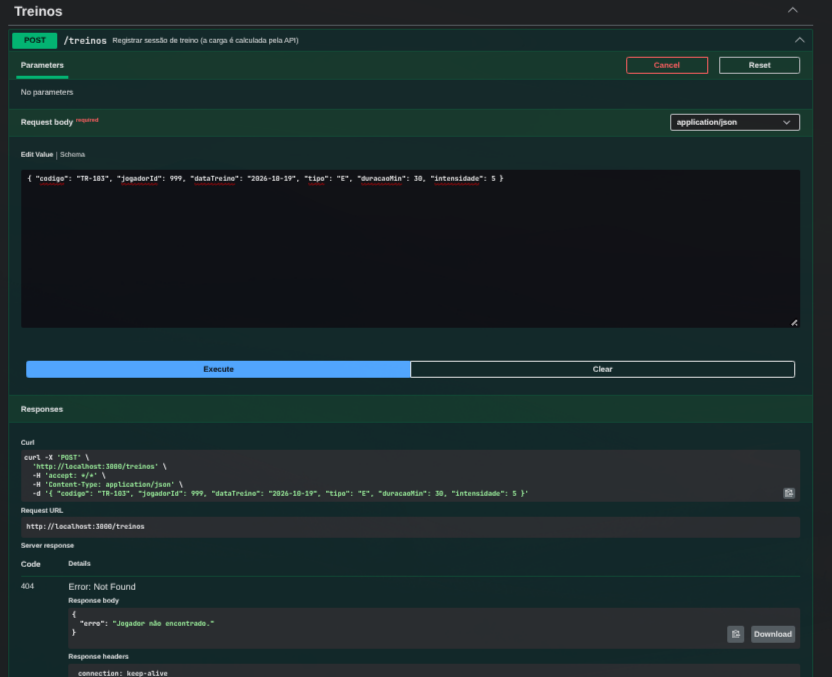 Treinos
POST /treinos Registrar sessão de treino (a carga é calculada pela API)
Parameters
Cancel
Reset
No parameters
Request body required
application/json
Edit Value | Schema
{ "codigo": "TR-103", "jogadorId": 999, "dataTreino": "2026-10-19", "tipo": "E", "duracaoMin": 30, "intensidade": 5 }
Execute
Clear
Responses
Curl
curl -X 'POST' \
'http://localhost:3000/treinos' \
-H 'accept: */*' \
-H 'Content-Type: application/json' \
-d '{ "codigo": "TR-103", "jogadorId": 999, "dataTreino": "2026-10-19", "tipo": "E", "duracaoMin": 30, "intensidade": 5 }'
Request URL
http://localhost:3000/treinos
Server response
Code Details
404 Error: Not Found
Response body
{
"erro": "Jogador não encontrado."
}
Download
Response headers
connection: keep-alive